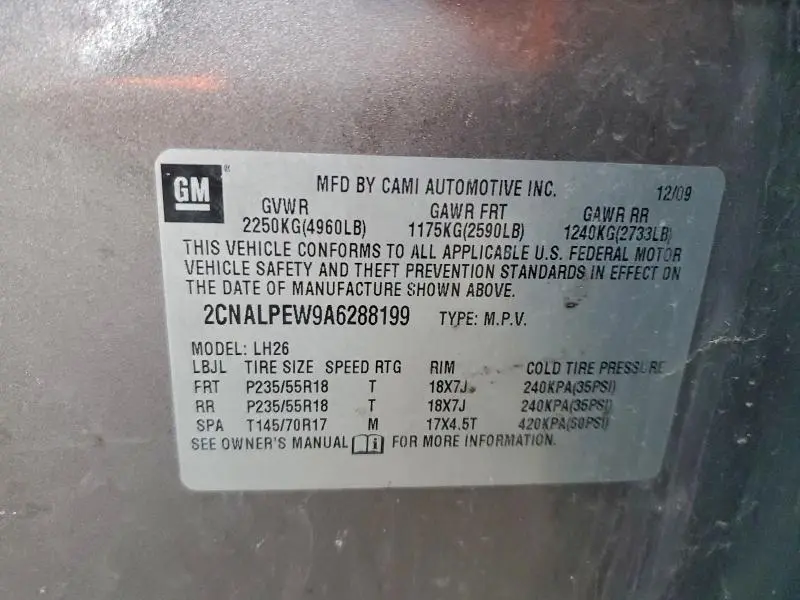 GM® MFD BY CAMI AUTOMOTIVE INC. 12/09
GVWR GAWR FRT GAWR RR
2250KG(4960LB) 1175KG(2590LB) 1240KG(2733LB)
THIS VEHICLE CONFORMS TO ALL APPLICABLE U.S. FEDERAL MOTOR
VEHICLE SAFETY AND THEFT PREVENTION STANDARDS IN EFFECT ON
THE DATE OF MANUFACTURE SHOWN ABOVE.
2CNALPEW9A6288199 TYPE: M.P.V.
MODEL: LH26
LBJL TIRE SIZE SPEED RTG RIM COLD TIRE PRESSURE
FRT P235/55R18 T 18X7J 240KPA(35PSI)
RR P235/55R18 T 18X7J 240KPA(35PSI)
SPA T145/70R17 M 17X4.5T 420KPA(60PSI)
SEE OWNER'S MANUAL FOR MORE INFORMATION.